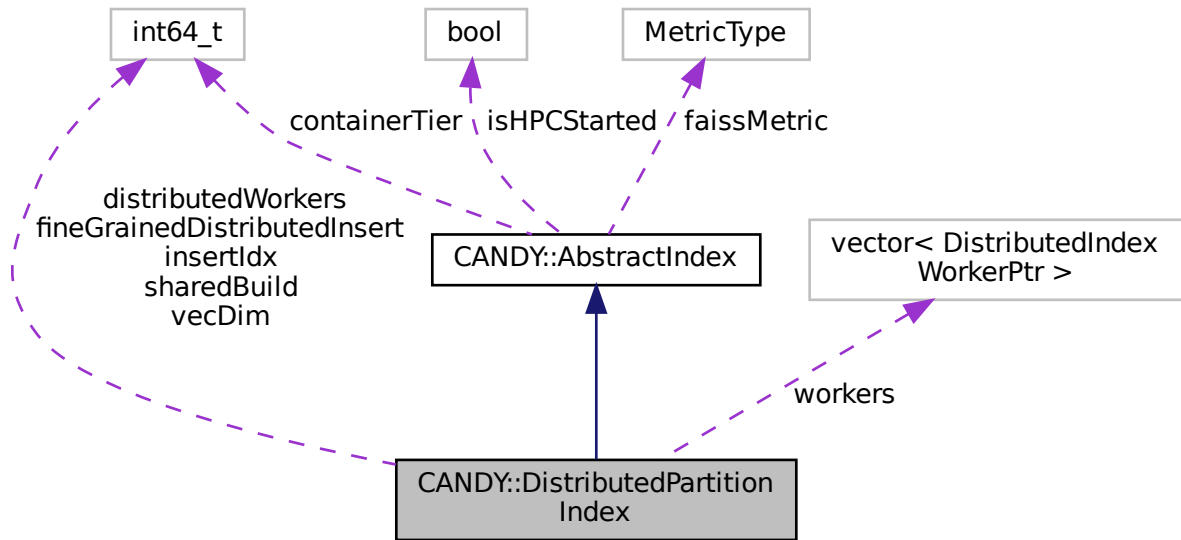 int64_t
bool
MetricType
containerTier
isHPCStarted
faissMetric
distributedWorkers
fineGrainedDistributedInsert
insertIdx
sharedBuild
vecDim
CANDY::AbstractIndex
vector< DistributedIndex
WorkerPtr >
workers
CANDY::DistributedPartition
Index